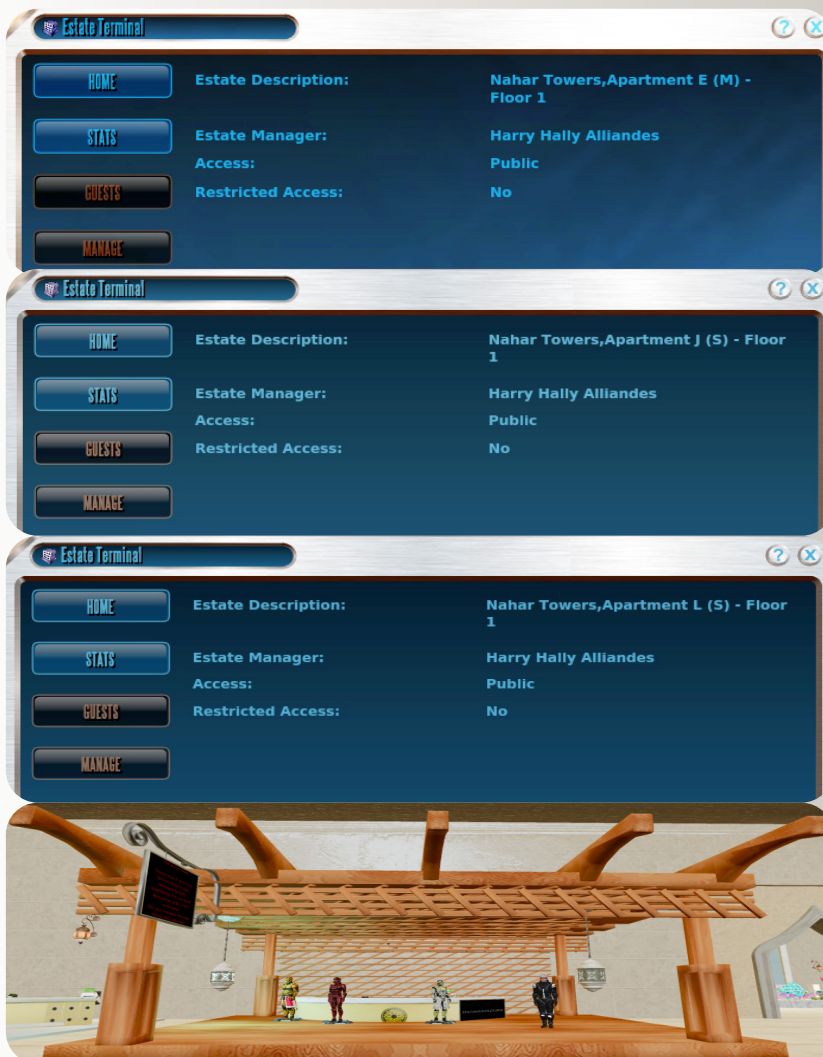 Estate Terminal
? X
HOME
Estate Description: Nahar Towers,Apartment E (M) -
Floor 1
STATS
Estate Manager: Harry Hally Alliandes
Access: Public
GUESTS
Restricted Access: No
MANAGE
Estate Terminal
? X
HOME
Estate Description: Nahar Towers,Apartment J (S) - Floor
1
STATS
Estate Manager: Harry Hally Alliandes
Access: Public
GUESTS
Restricted Access: No
MANAGE
Estate Terminal
? X
HOME
Estate Description: Nahar Towers,Apartment L (S) - Floor
1
STATS
Estate Manager: Harry Hally Alliandes
Access: Public
GUESTS
Restricted Access: No
MANAGE